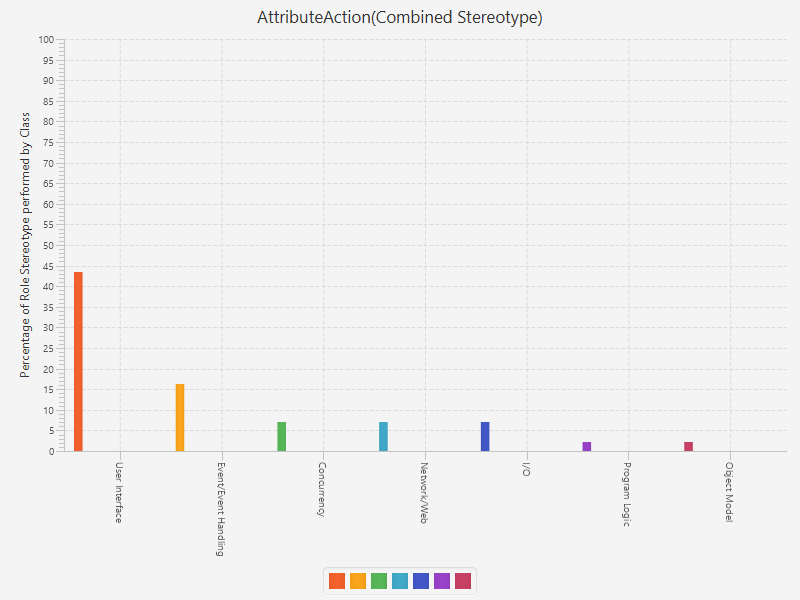 AttributeAction(Combined Stereotype)
Percentage of Role Stereotype performed by Class
100
95
90
85
80
75
70
65
60
55
50
45
40
35
30
25
20
15
10
5
0
User Interface
Event/Event Handling
Concurrency
Network/Web
I/O
Program Logic
Object Model